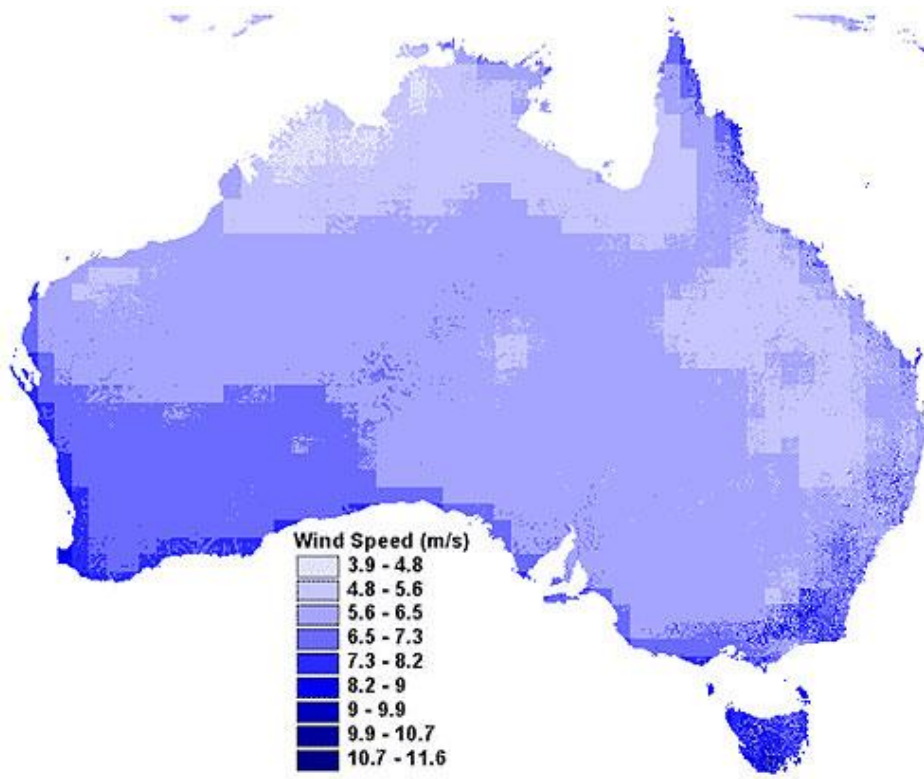 Wind Speed (m/s)
3.9 - 4.8
4.8 - 5.6
5.6 - 6.5
6.5 - 7.3
7.3 - 8.2
8.2 - 9
9 - 9.9
9.9 - 10.7
10.7 - 11.6